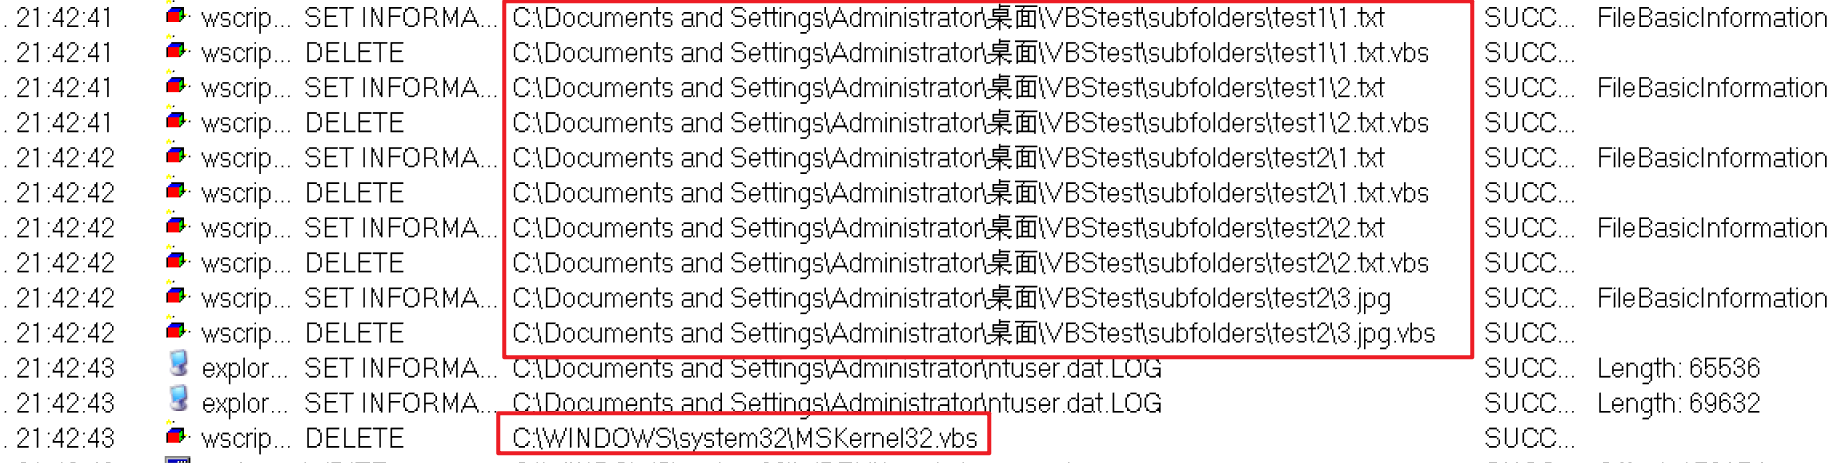 . 21:42:41 wscrip... SET INFORMA... C:\Documents and Settings\Administrator\桌面\VBStest\subfolders\test1\1.txt SUCC... FileBasicInformation
. 21:42:41 wscrip... DELETE C:\Documents and Settings\Administrator\桌面\VBStest\subfolders\test1\1.txt.vbs SUCC...
. 21:42:41 wscrip... SET INFORMA... C:\Documents and Settings\Administrator\桌面\VBStest\subfolders\test1\2.txt SUCC... FileBasicInformation
. 21:42:41 wscrip... DELETE C:\Documents and Settings\Administrator\桌面\VBStest\subfolders\test1\2.txt.vbs SUCC...
. 21:42:42 wscrip... SET INFORMA... C:\Documents and Settings\Administrator\桌面\VBStest\subfolders\test2\1.txt SUCC... FileBasicInformation
. 21:42:42 wscrip... DELETE C:\Documents and Settings\Administrator\桌面\VBStest\subfolders\test2\1.txt.vbs SUCC...
. 21:42:42 wscrip... SET INFORMA... C:\Documents and Settings\Administrator\桌面\VBStest\subfolders\test2\2.txt SUCC... FileBasicInformation
. 21:42:42 wscrip... DELETE C:\Documents and Settings\Administrator\桌面\VBStest\subfolders\test2\2.txt.vbs SUCC...
. 21:42:42 wscrip... SET INFORMA... C:\Documents and Settings\Administrator\桌面\VBStest\subfolders\test2\3.jpg SUCC... FileBasicInformation
. 21:42:42 wscrip... DELETE C:\Documents and Settings\Administrator\桌面\VBStest\subfolders\test2\3.jpg.vbs SUCC...
. 21:42:43 explor... SET INFORMA... C:\Documents and Settings\Administrator\ntuser.dat.LOG SUCC... Length: 65536
. 21:42:43 explor... SET INFORMA... C:\Documents and Settings\Administrator\ntuser.dat.LOG SUCC... Length: 69632
. 21:42:43 wscrip... DELETE C:\WINDOWS\system32\MSKernel32.vbs SUCC...